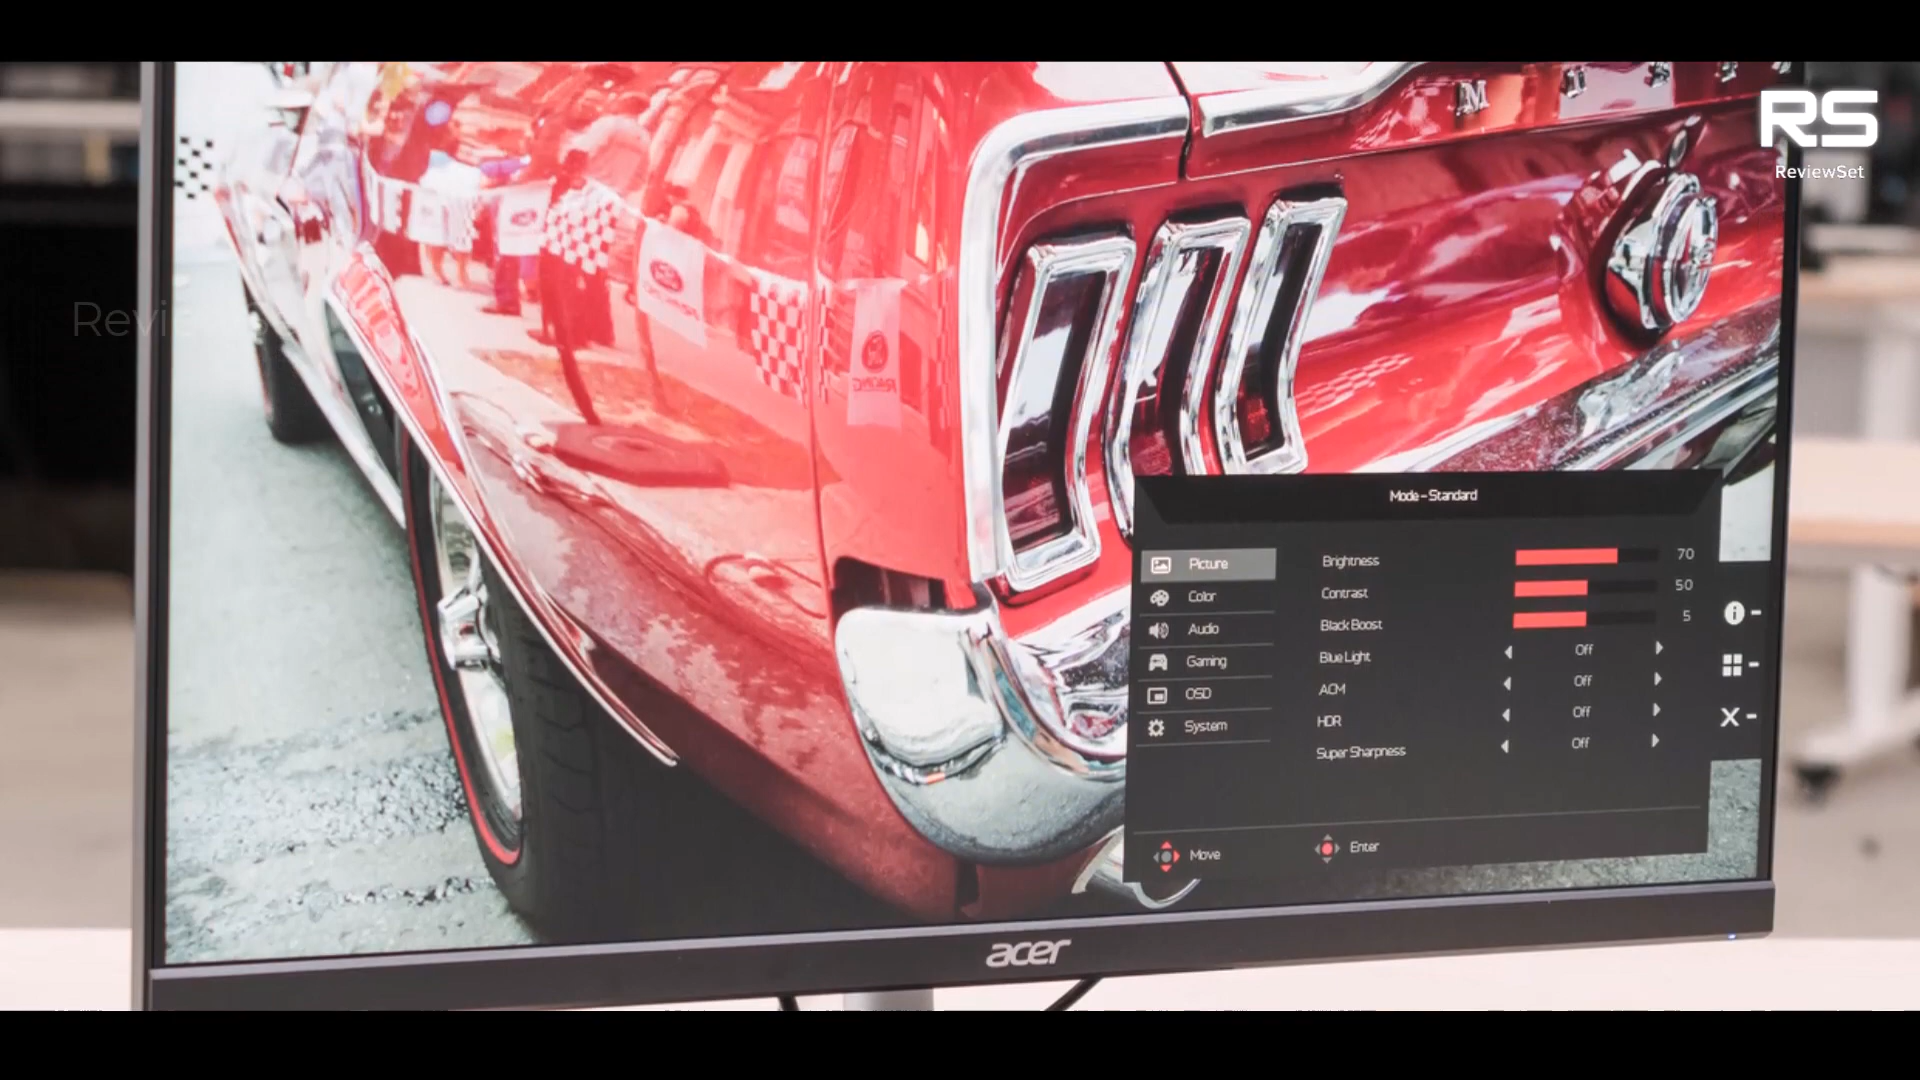 RS
ReviewSet
Mode - Standard
Picture
Color
Audio
Gaming
OSD
System
Brightness 70
Contrast 50
Black Boost 5
Blue Light Off
ACM Off
HDR Off
Super Sharpness Off
Move
Enter
acer